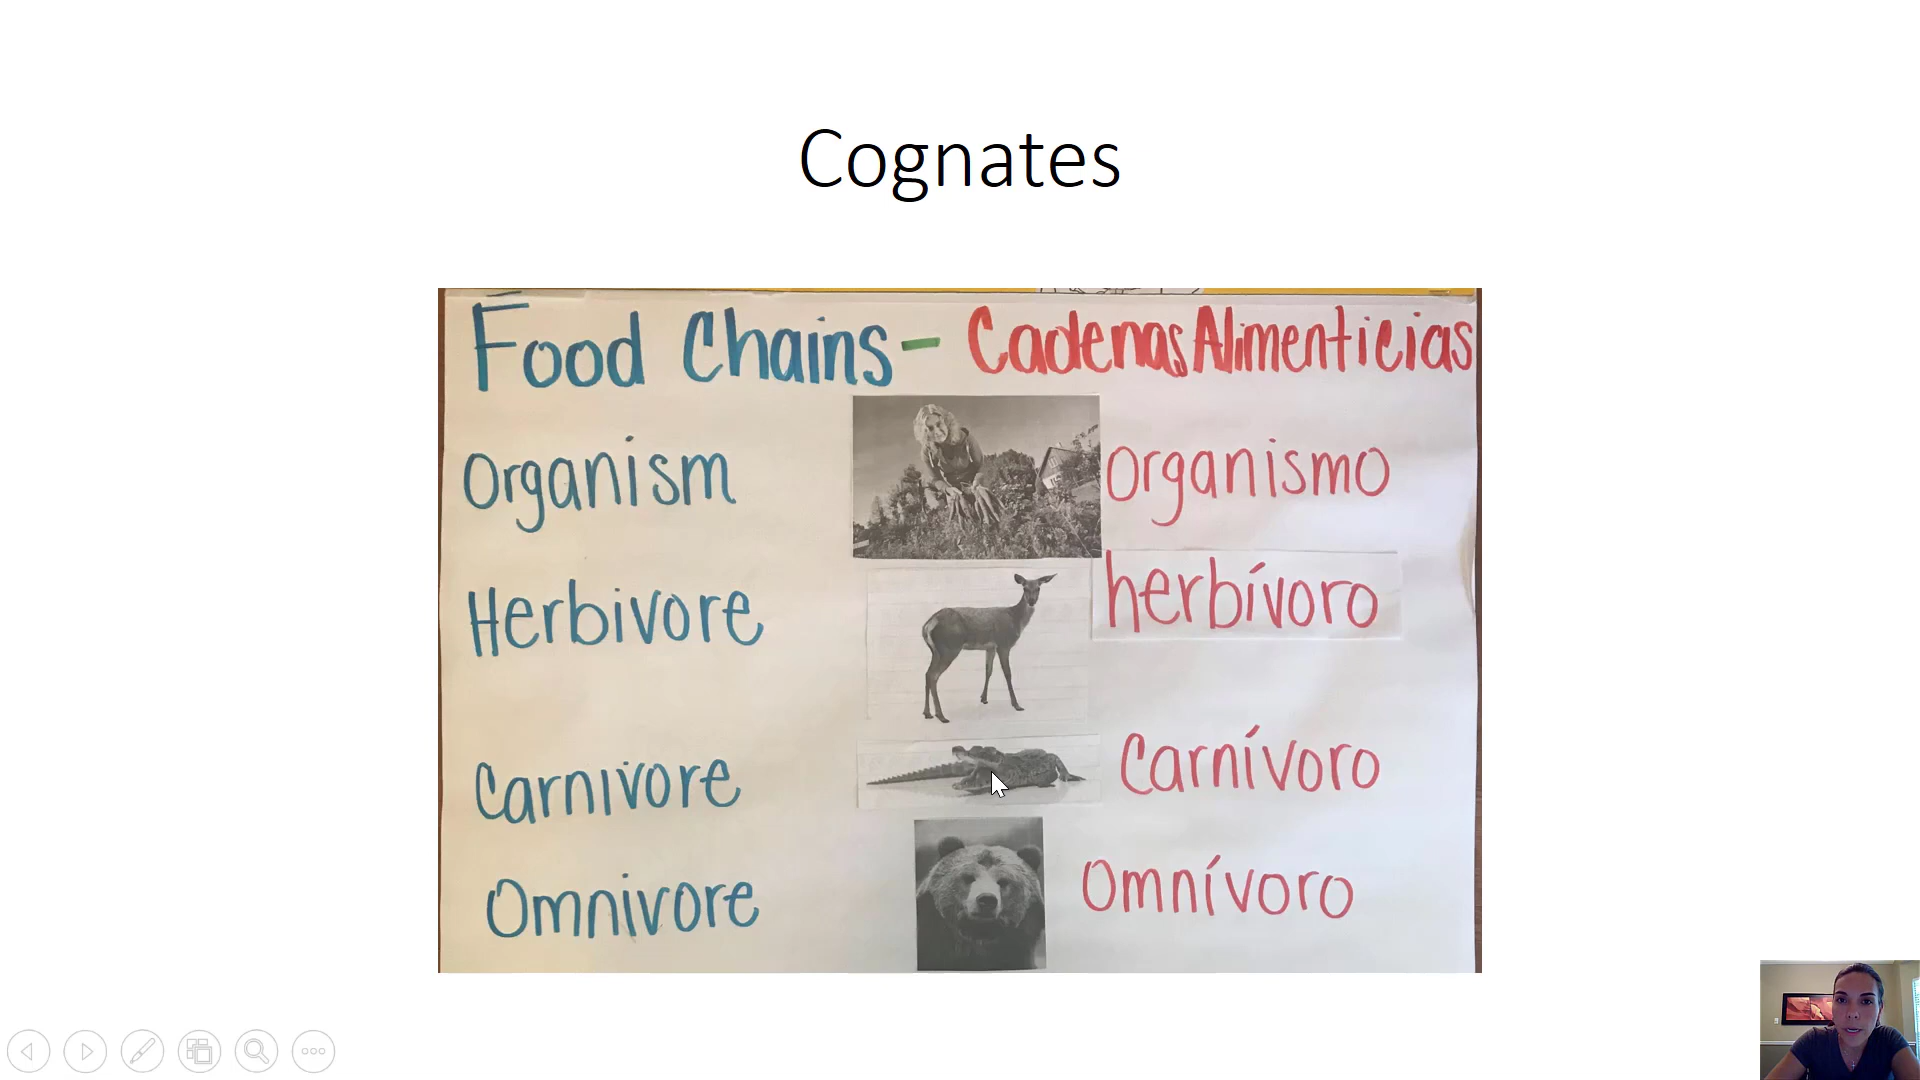 Cognates
Food Chains - Cadenas Alimenticias
Organism organismo
Herbivore herbívoro
Carnivore Carnívoro
Omnivore Omnívoro